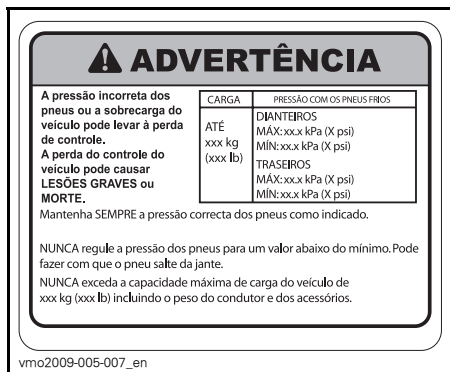 ADVERTÊNCIA
A pressão incorreta dos
pneus ou a sobrecarga do
veículo pode levar à perda
de controle.
A perda do controle do
veículo pode causar
LESÕES GRAVES ou
MORTE.
CARGA
PRESSÃO COM OS PNEUS FRIOS
ATÉ
xxx kg
(xxx lb)
DIANTEIROS
MÁX: xx.x kPa (X psi)
MÍN: xx.x kPa (X psi)
TRASEIROS
MÁX: xx.x kPa (X psi)
MÍN: xx.x kPa (X psi)
Mantenha SEMPRE a pressão correcta dos pneus como indicado.
NUNCA regule a pressão dos pneus para um valor abaixo do mínimo. Pode
fazer com que o pneu salte da jante.
NUNCA exceda a capacidade máxima de carga do veículo de
xxx kg (xxx lb) incluindo o peso do condutor e dos acessórios.
vmo2009-005-007_en